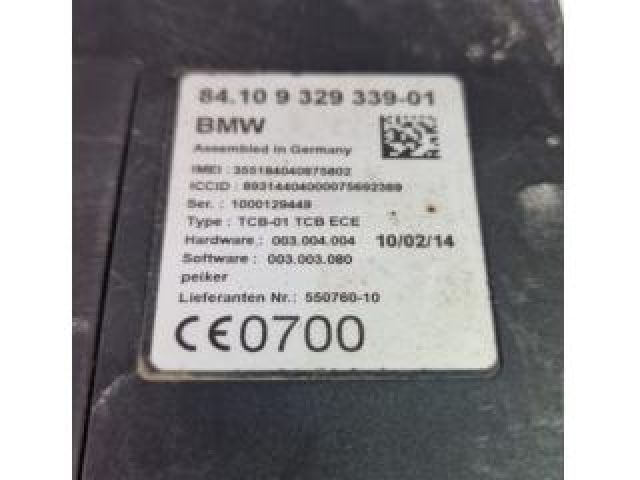 84.10 9 329 339-01
BMW
Assembled in Germany
IMEI : 355184040875802
ICCID : 89314404000075692369
Ser. : 1000129449
Type : TCB-01 TCB ECE
Hardware : 003.004.004 10/02/14
Software : 003.003.080
peiker
Lieferanten Nr.: 550760-10
CE0700